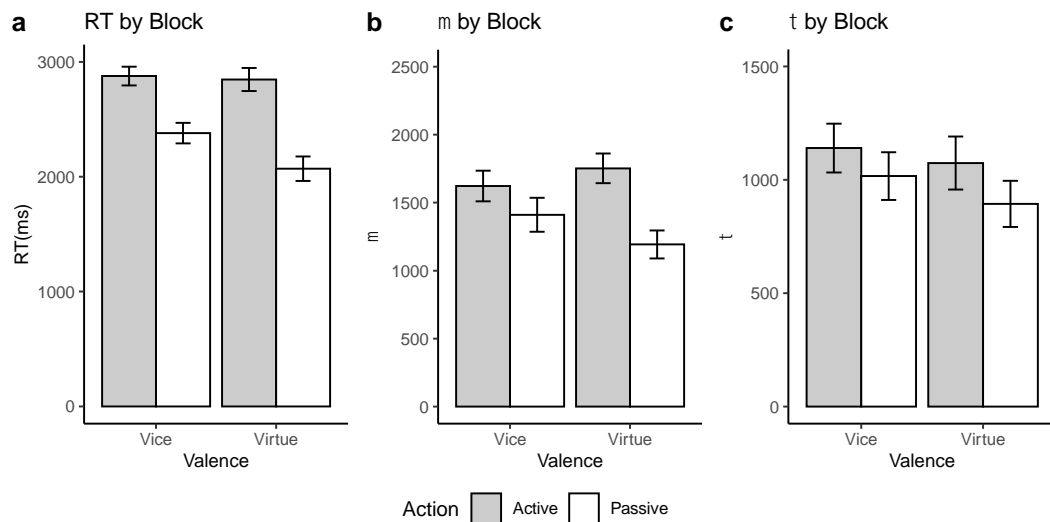 a RT by Block
3000
2000
1000
0
RT(ms)
Vice Virtue
Valence
b m by Block
2500
2000
1500
1000
500
0
m
Vice Virtue
Valence
c t by Block
1500
1000
500
0
t
Vice Virtue
Valence
Action Active Passive